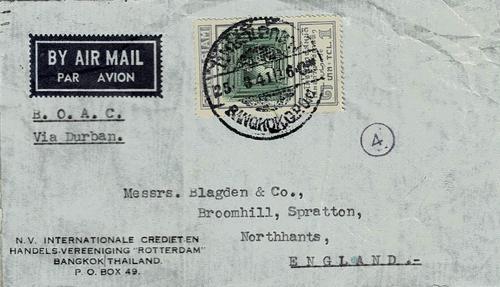 BY AIR MAIL
PAR AVION
B. O. A. C.
Via Durban.
BANGKOK G.P.O.
4
Messrs. Blagden & Co.,
Broomhill, Spratton,
Northhants,
ENGLAND.-
N.V. INTERNATIONALE CREDIET-EN
HANDELS-VEREENIGING "ROTTERDAM"
BANGKOK THAILAND.
P. O. BOX 49.